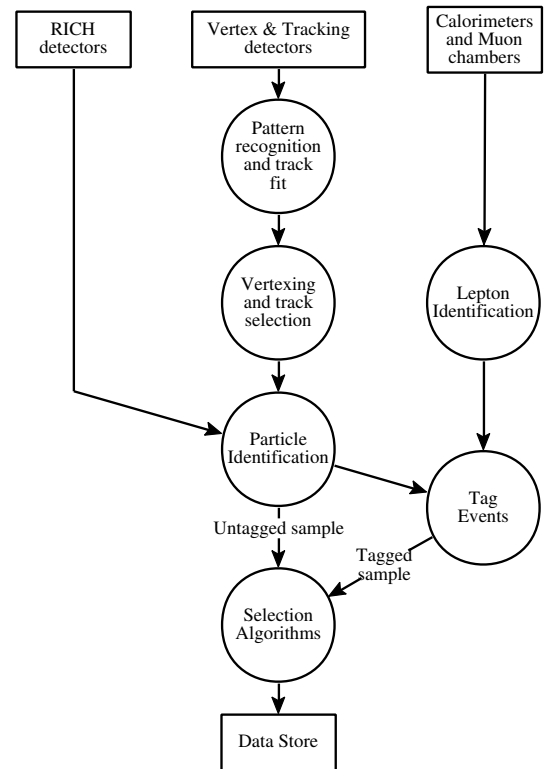 RICH
detectors
Vertex & Tracking
detectors
Calorimeters
and Muon
chambers
Pattern
recognition
and track
fit
Vertexing
and track
selection
Lepton
Identification
Particle
Identification
Tag
Events
Untagged sample
Tagged
sample
Selection
Algorithms
Data Store